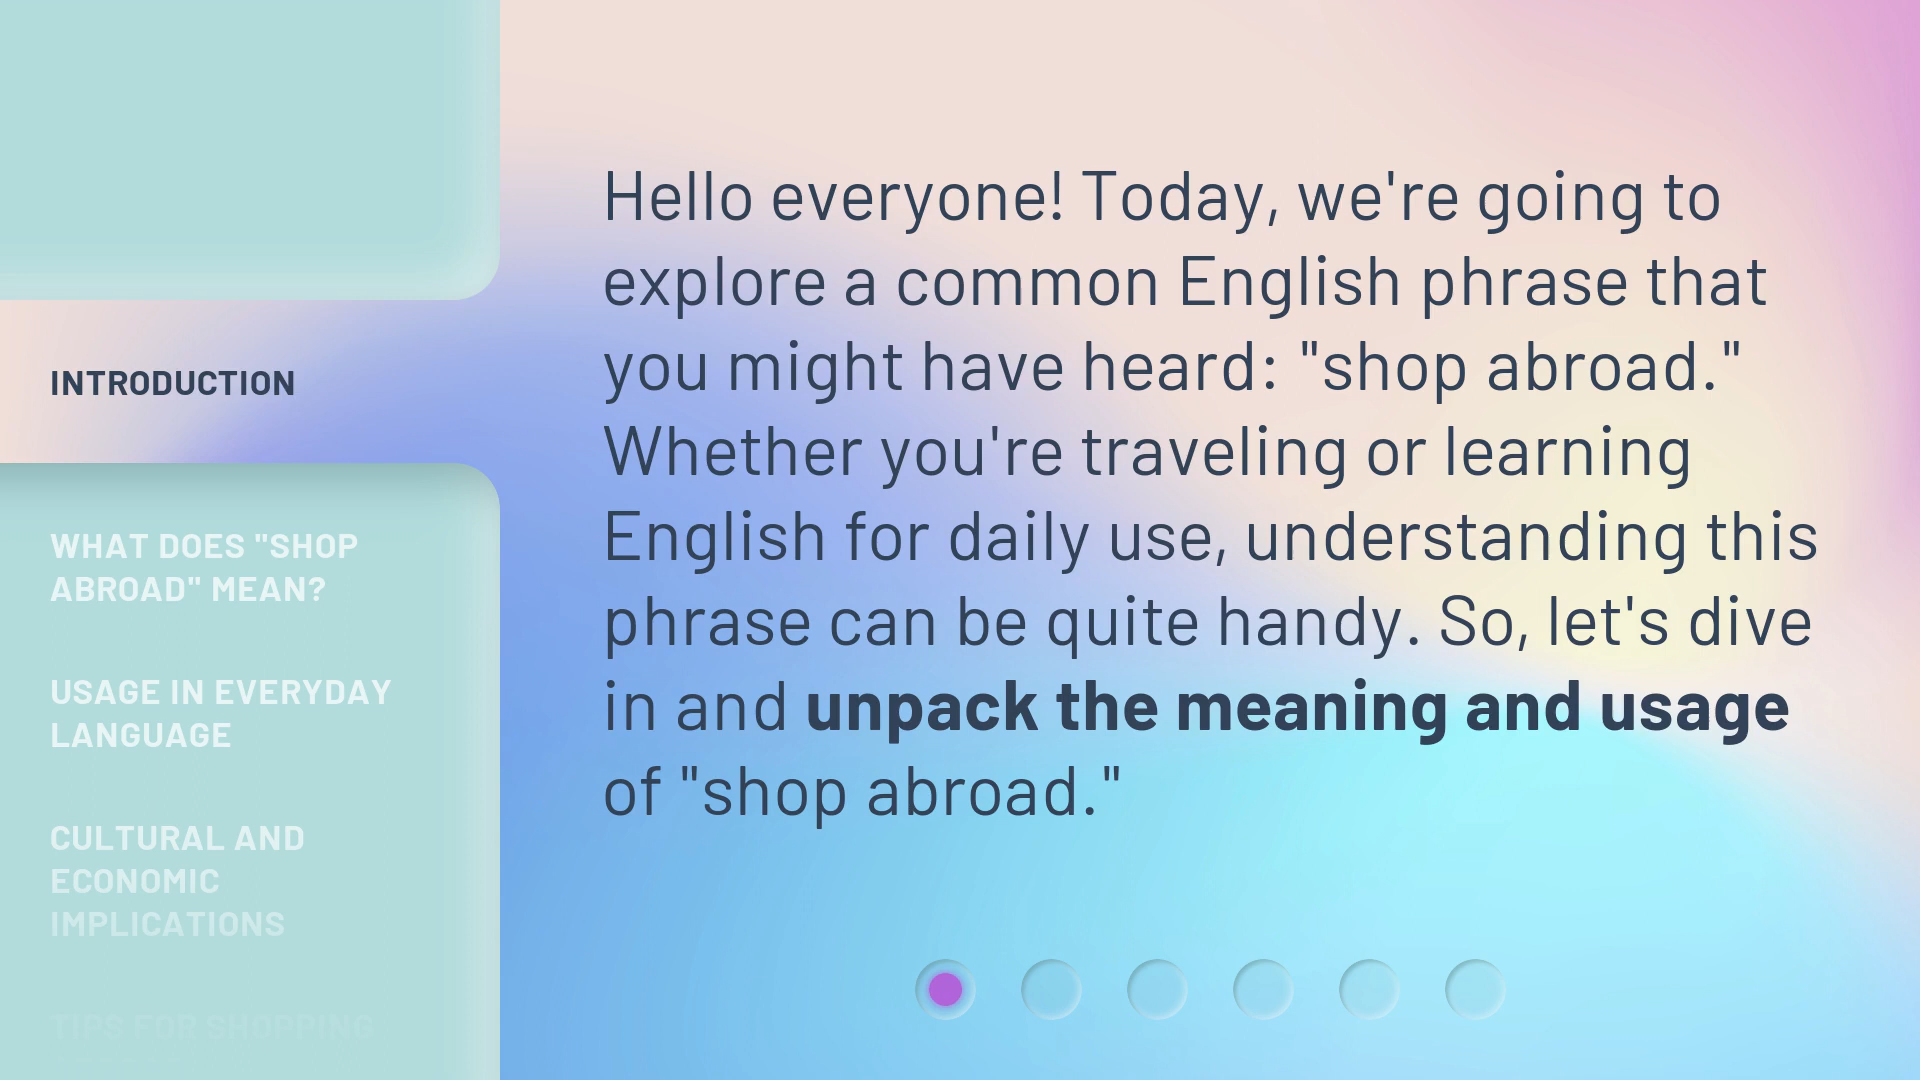 INTRODUCTION
WHAT DOES "SHOP
ABROAD" MEAN?
USAGE IN EVERYDAY
LANGUAGE
CULTURAL AND
ECONOMIC
IMPLICATIONS
TIPS FOR SHOPPING
Hello everyone! Today, we're going to
explore a common English phrase that
you might have heard: "shop abroad."
Whether you're traveling or learning
English for daily use, understanding this
phrase can be quite handy. So, let's dive
in and unpack the meaning and usage
of "shop abroad."